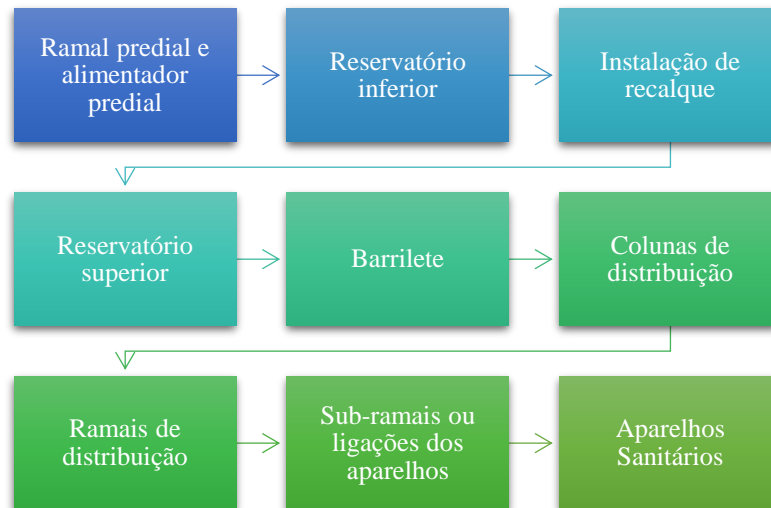 Ramal predial e
alimentador
predial
Reservatório
inferior
Instalação de
recalque
Reservatório
superior
Barrilete
Colunas de
distribuição
Ramais de
distribuição
Sub-ramais ou
ligações dos
aparelhos
Aparelhos
Sanitários